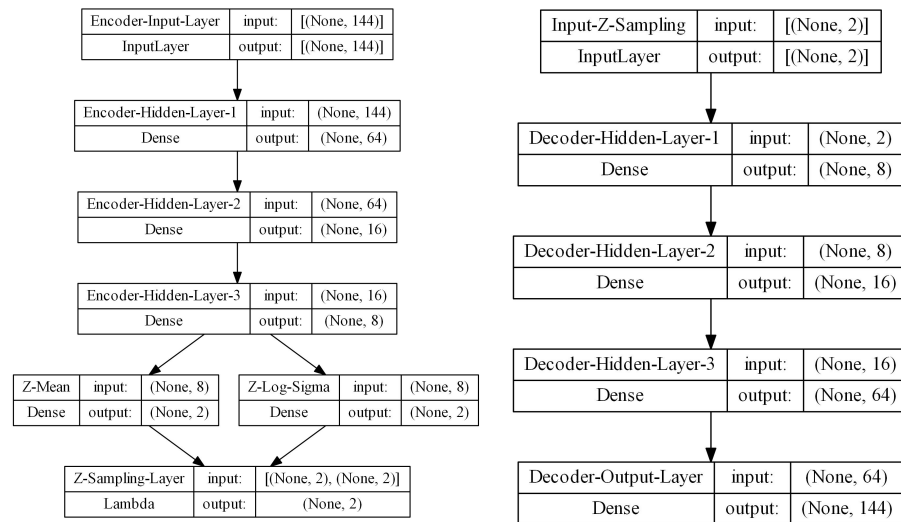 Encoder-Input-Layer input: [(None, 144)]
InputLayer output: [(None, 144)]
Encoder-Hidden-Layer-1 input: (None, 144)
Dense output: (None, 64)
Encoder-Hidden-Layer-2 input: (None, 64)
Dense output: (None, 16)
Encoder-Hidden-Layer-3 input: (None, 16)
Dense output: (None, 8)
Z-Mean input: (None, 8)
Dense output: (None, 2)
Z-Log-Sigma input: (None, 8)
Dense output: (None, 2)
Z-Sampling-Layer input: [(None, 2), (None, 2)]
Lambda output: (None, 2)
Input-Z-Sampling input: [(None, 2)]
InputLayer output: [(None, 2)]
Decoder-Hidden-Layer-1 input: (None, 2)
Dense output: (None, 8)
Decoder-Hidden-Layer-2 input: (None, 8)
Dense output: (None, 16)
Decoder-Hidden-Layer-3 input: (None, 16)
Dense output: (None, 64)
Decoder-Output-Layer input: (None, 64)
Dense output: (None, 144)